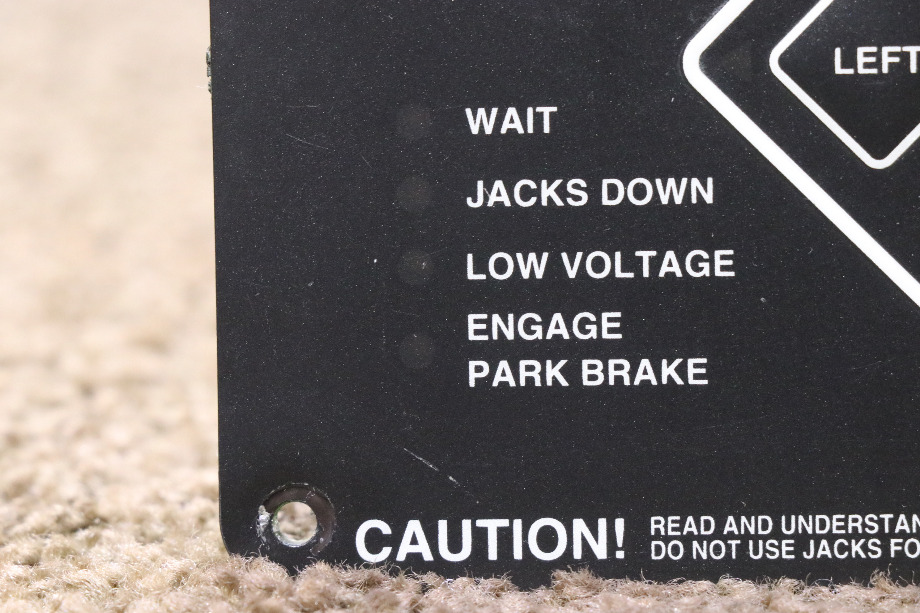 LEFT
WAIT
JACKS DOWN
LOW VOLTAGE
ENGAGE
PARK BRAKE
CAUTION!
READ AND UNDERSTAN
DO NOT USE JACKS FO